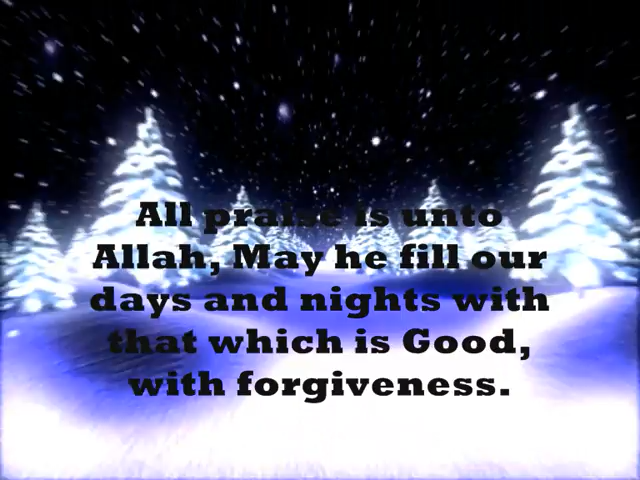 All praise is unto
Allah, May he fill our
days and nights with
that which is Good,
with forgiveness.